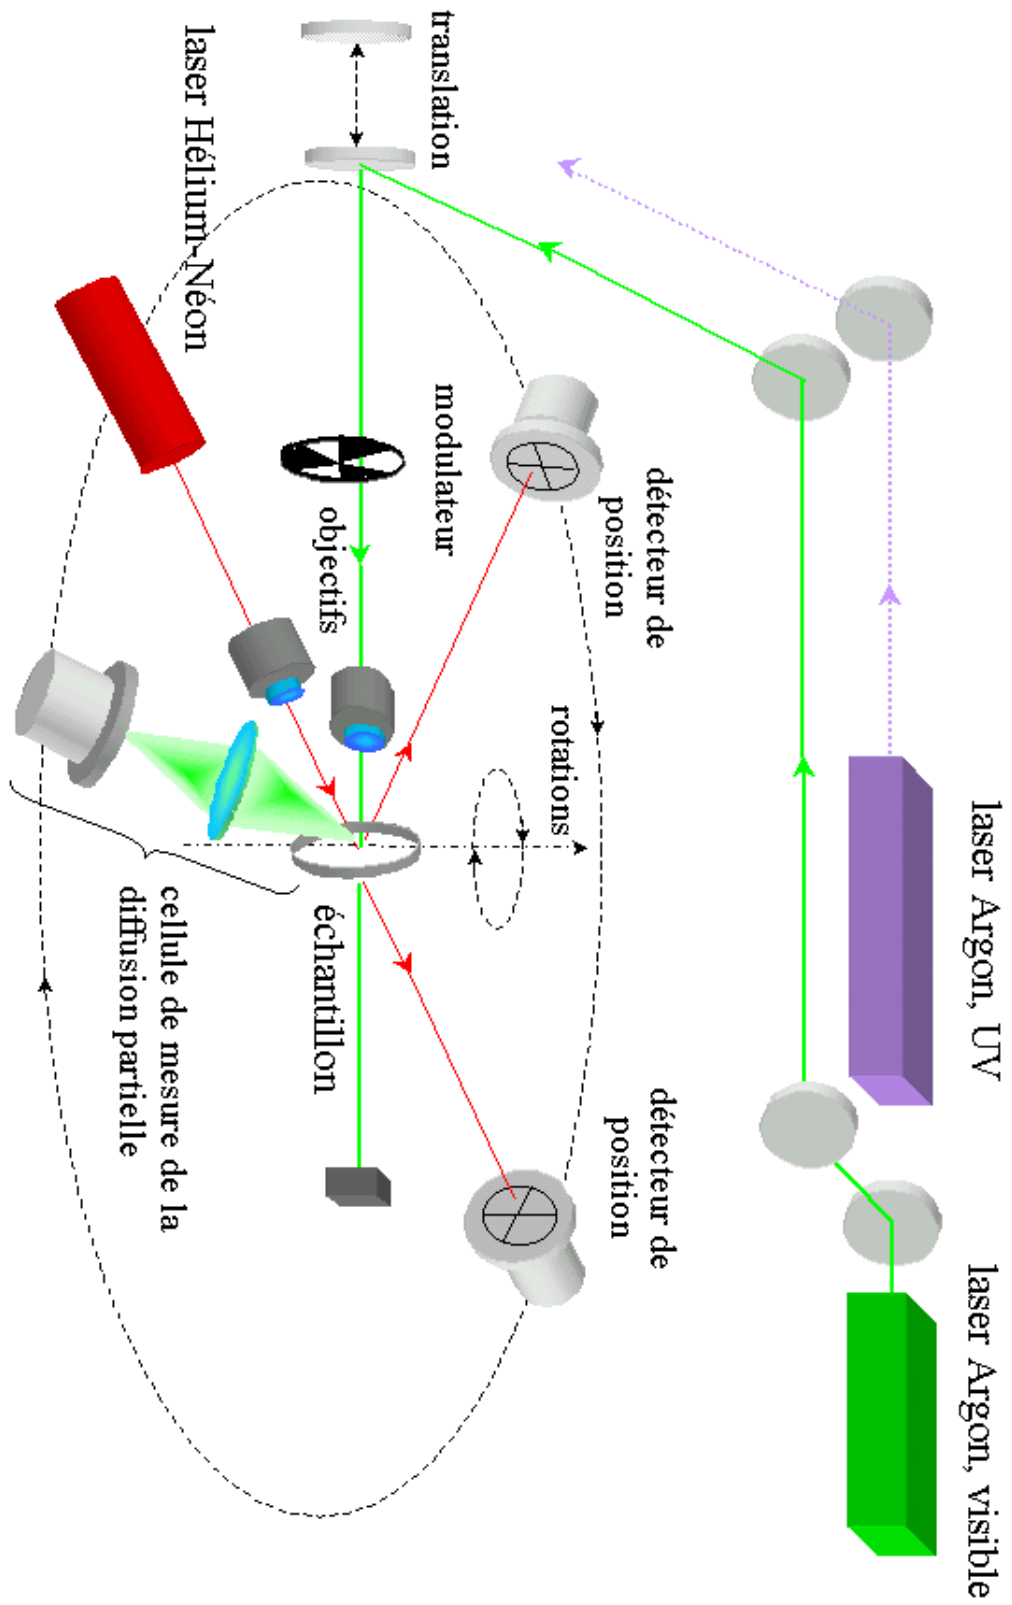 laser Argon, visible
laser Argon, UV
détecteur de
position
détecteur de
position
rotations
translation
modulateur
objectifs
échantillon
laser Hélium-Néon
cellule de mesure de la
diffusion partielle